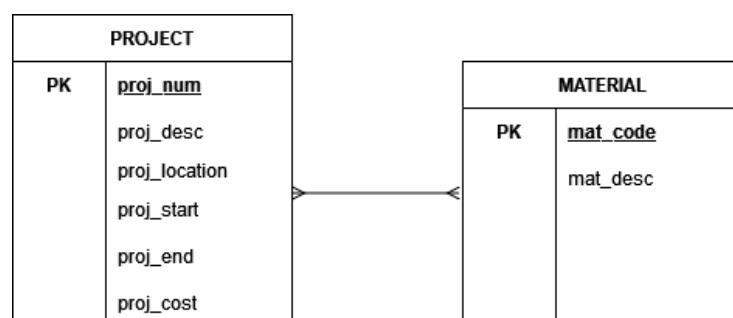 PROJECT
PK proj_num
proj_desc
proj_location
proj_start
proj_end
proj_cost
MATERIAL
PK mat_code
mat_desc